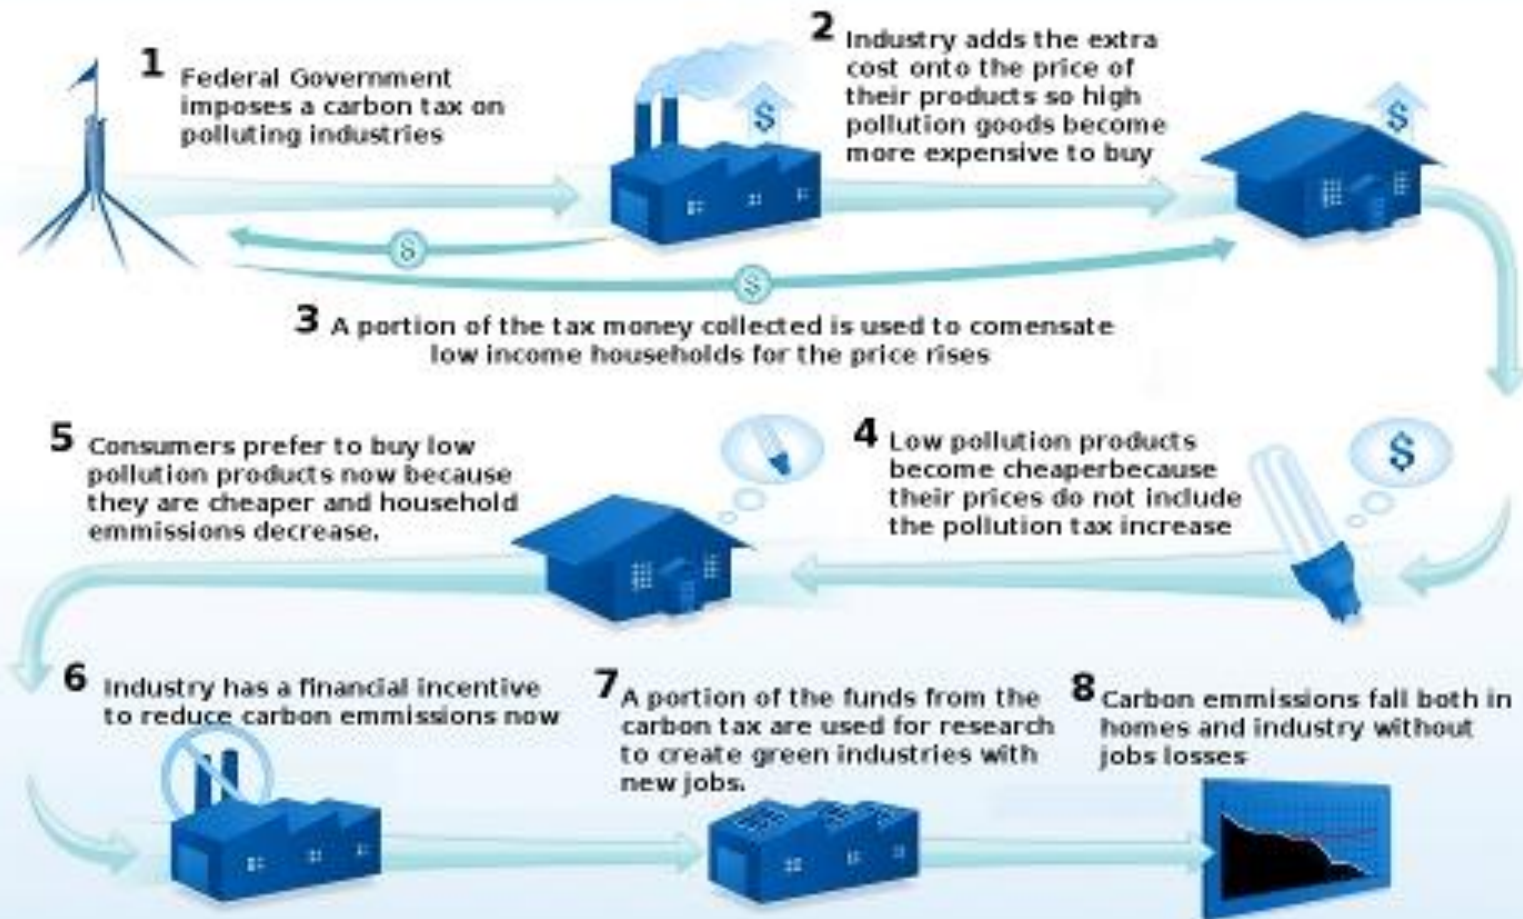 1 Federal Government
imposes a carbon tax on
polluting industries
2 Industry adds the extra
cost onto the price of
their products so high
pollution goods become
more expensive to buy
$
$
$
$
3 A portion of the tax money collected is used to comensate
low income households for the price rises
4 Low pollution products
become cheaperbecause
their prices do not include
the pollution tax increase
$
5 Consumers prefer to buy low
pollution products now because
they are cheaper and household
emmissions decrease.
6 Industry has a financial incentive
to reduce carbon emmissions now
7 A portion of the funds from the
carbon tax are used for research
to create green industries with
new jobs.
8 Carbon emmissions fall both in
homes and industry without
jobs losses